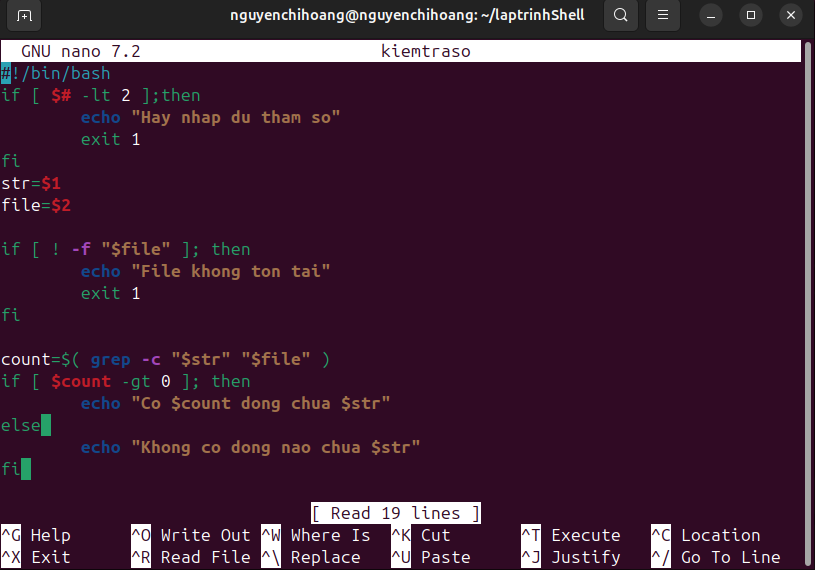 nguyenchihoang@nguyenchihoang: ~/laptrinhShell
GNU nano 7.2 kiemtraso
#!/bin/bash
if [ $# -lt 2 ];then
        echo "Hay nhap du tham so"
        exit 1
fi
str=$1
file=$2

if [ ! -f "$file" ]; then
        echo "File khong ton tai"
        exit 1
fi

count=$( grep -c "$str" "$file" )
if [ $count -gt 0 ]; then
        echo "Co $count dong chua $str"
else
        echo "Khong co dong nao chua $str"
fi
[ Read 19 lines ]
^G Help ^O Write Out ^W Where Is ^K Cut ^T Execute ^C Location
^X Exit ^R Read File ^\ Replace ^U Paste ^J Justify ^/ Go To Line